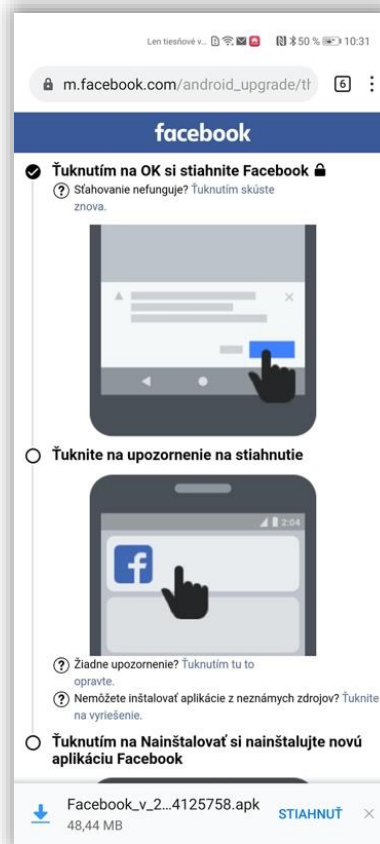 Len tiesňové v... 50 % 10:31
m.facebook.com/android_upgrade/th 6
facebook
Ťuknutím na OK si stiahnite Facebook
Sťahovanie nefunguje? Ťuknutím skúste
znova.
Ťuknite na upozornenie na stiahnutie
2:04
Žiadne upozornenie? Ťuknutím tu to
opravte.
Nemôžete inštalovať aplikácie z neznámych zdrojov? Ťuknite
na vyriešenie.
Ťuknutím na Nainštalovať si nainštalujte novú
aplikáciu Facebook
Facebook_v_2...4125758.apk STIAHNUŤ
48,44 MB